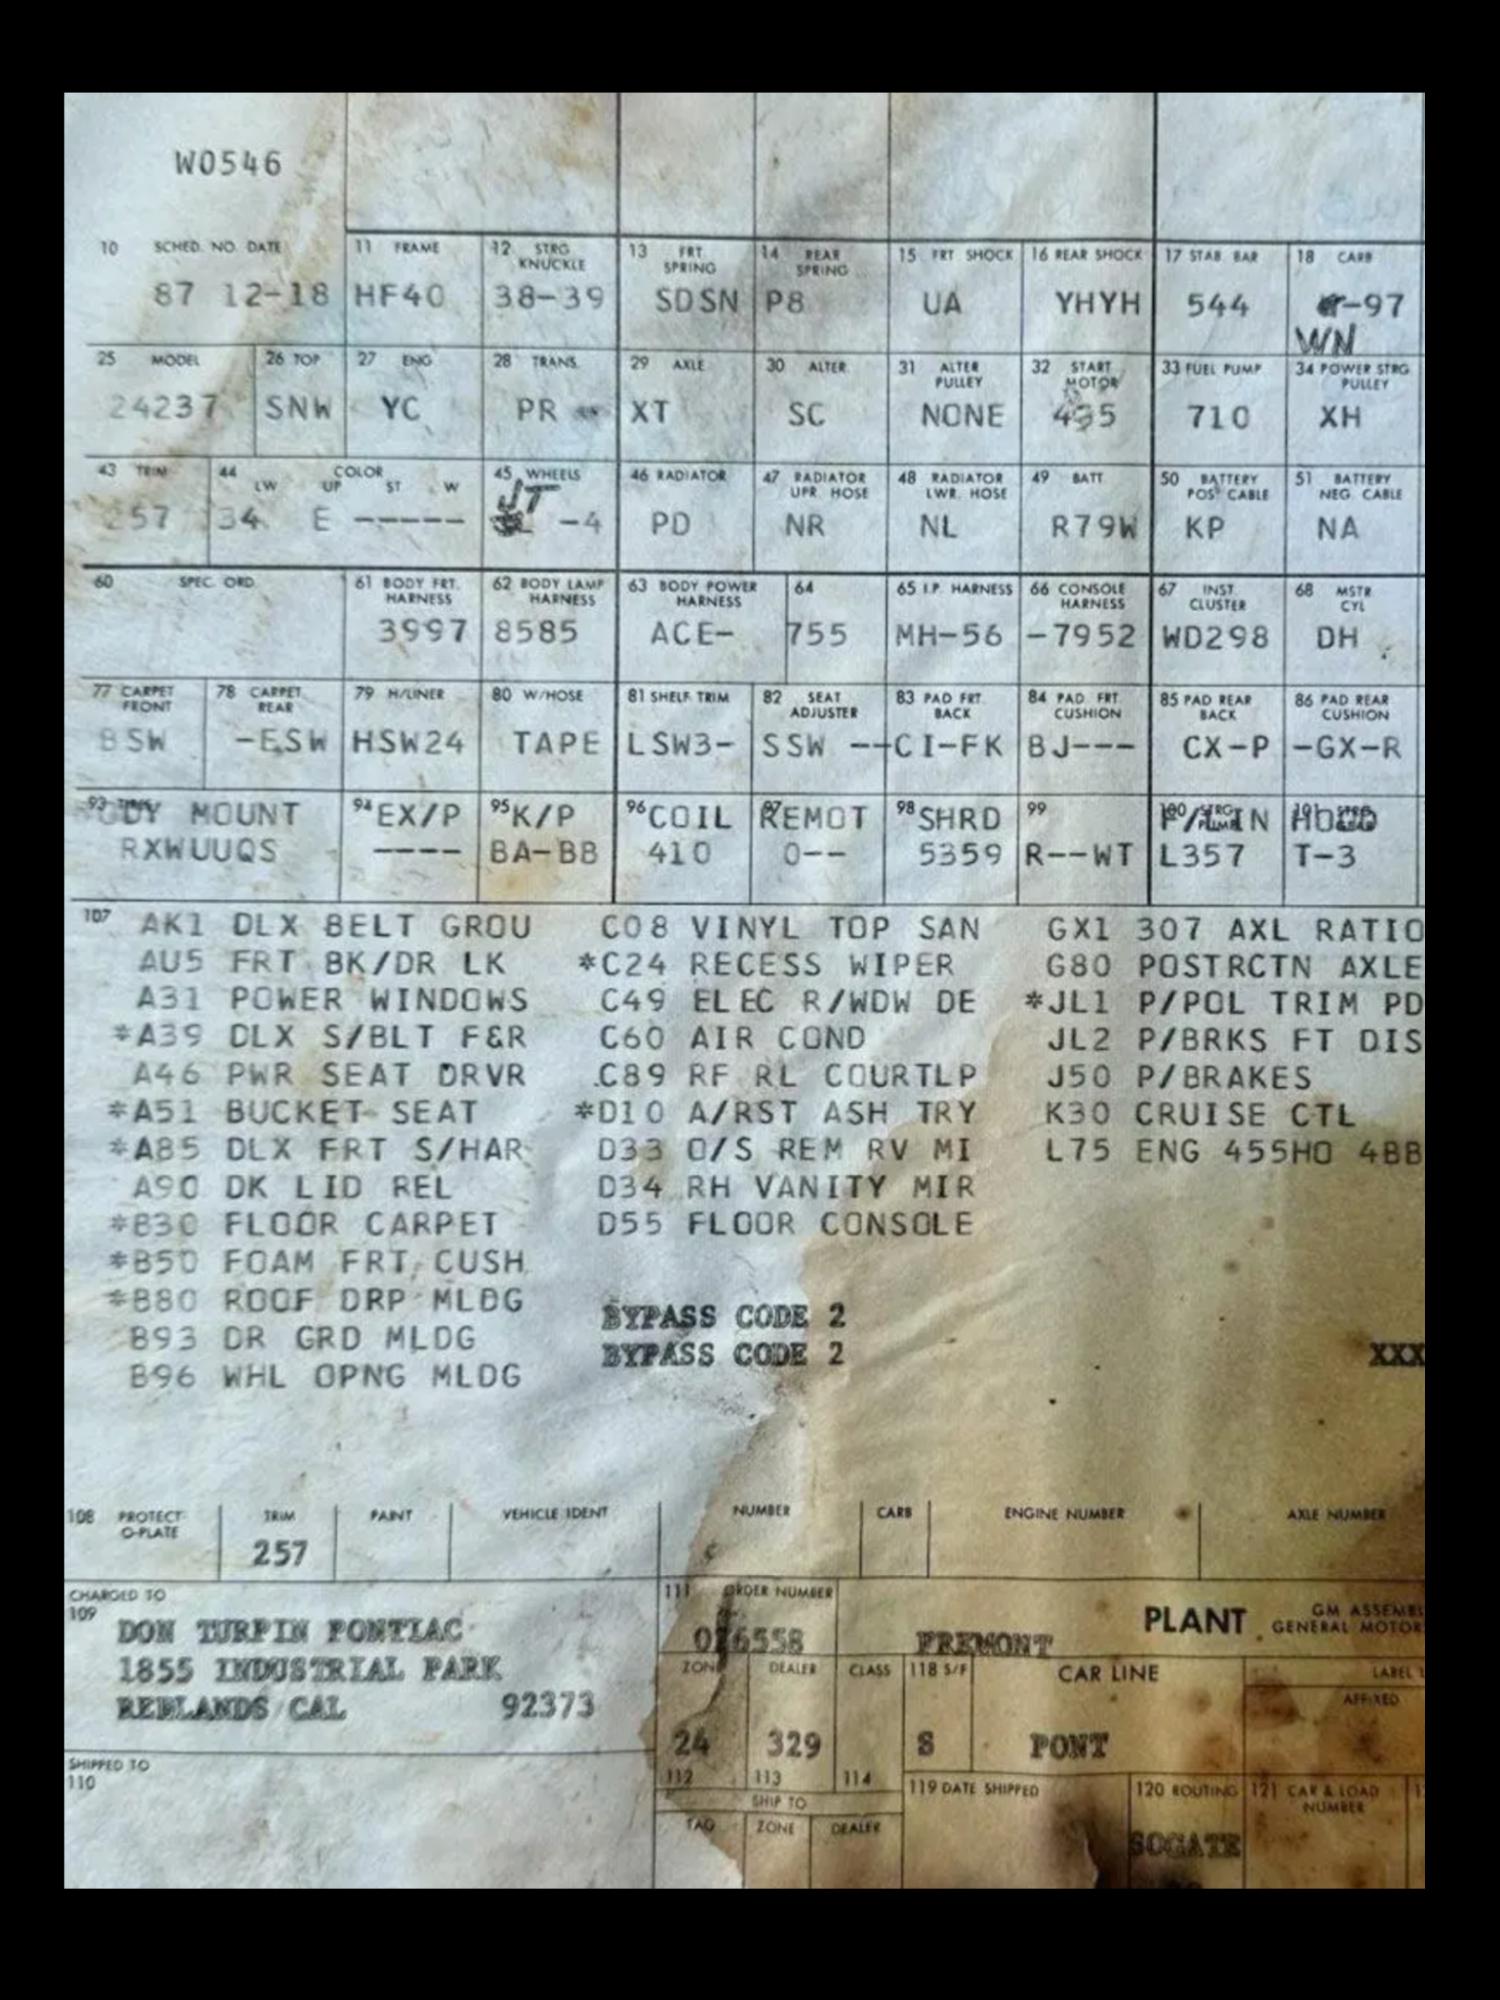 W0546
10 SCHED. NO. DATE 11 FRAME 12 STRG KNUCKLE 13 FRT SPRING 14 REAR SPRING 15 FRT SHOCK 16 REAR SHOCK 17 STAB BAR 18 CARB
87 12-18 HF40 38-39 SDSN P8 UA YHYH 544 -97
WN
25 MODEL 26 TOP 27 ENG 28 TRANS. 29 AXLE 30 ALTER. 31 ALTER PULLEY 32 START MOTOR 33 FUEL PUMP 34 POWER STRG PULLEY
24237 SNW YC PR XT SC NONE 435 710 XH
43 TRIM 44 LW COLOR UP ST W 45 WHEELS 46 RADIATOR 47 RADIATOR UPR. HOSE 48 RADIATOR LWR. HOSE 49 BATT 50 BATTERY POS. CABLE 51 BATTERY NEG. CABLE
JT
257 34 E ----- -4 PD NR NL R79W KP NA
60 SPEC. ORD. 61 BODY FRT. HARNESS 62 BODY LAMP HARNESS 63 BODY POWER HARNESS 64 65 I.P. HARNESS 66 CONSOLE HARNESS 67 INST CLUSTER 68 MSTR CYL
3997 8585 ACE- 755 MH-56 -7952 WD298 DH
77 CARPET FRONT 78 CARPET REAR 79 H/LINER 80 W/HOSE 81 SHELF TRIM 82 SEAT ADJUSTER 83 PAD FRT. BACK 84 PAD FRT. CUSHION 85 PAD REAR BACK 86 PAD REAR CUSHION
BSW -ESW HSW24 TAPE LSW3- SSW --CI-FK BJ--- CX-P -GX-R
93 BODY MOUNT 94 EX/P 95 K/P 96 COIL 97 REMOT 98 SHRD 99 100 101
RXWUUQS ---- BA-BB 410 0-- 5359 R--WT L357 T-3
107 AK1 DLX BELT GROU C08 VINYL TOP SAN GX1 307 AXL RATIO
AU5 FRT BK/DR LK *C24 RECESS WIPER G80 POSTRCTN AXLE
A31 POWER WINDOWS C49 ELEC R/WDW DE *JL1 P/POL TRIM PD
*A39 DLX S/BLT F&R C60 AIR COND JL2 P/BRKS FT DIS
A46 PWR SEAT DRVR C89 RF RL COURTLP J50 P/BRAKES
*A51 BUCKET SEAT *D10 A/RST ASH TRY K30 CRUISE CTL
*A85 DLX FRT S/HAR D33 O/S REM RV MI L75 ENG 455HO 4BB
A90 DK LID REL D34 RH VANITY MIR
*B30 FLOOR CARPET D55 FLOOR CONSOLE
*B50 FOAM FRT CUSH
*B80 ROOF DRP MLDG BYPASS CODE 2
B93 DR GRD MLDG BYPASS CODE 2 XXX
B96 WHL OPNG MLDG
108 PROTECT-O-PLATE TRIM PAINT VEHICLE IDENT NUMBER CARB ENGINE NUMBER AXLE NUMBER
257
CHARGED TO 111 ORDER NUMBER
109 DON TURPIN PONTIAC 6558 FREMONT PLANT GM ASSEMBL GENERAL MOTOR
1855 INDUSTRIAL PARK ZONE DEALER CLASS 118 S/F CAR LINE LABEL
REDLANDS CAL 92373 AFFIXED
24 329 S PONT
SHIPPED TO 112 113 114 119 DATE SHIPPED 120 ROUTING 121 CAR & LOAD NUMBER
110 SHIP TO
TAG ZONE DEALER SOGATE